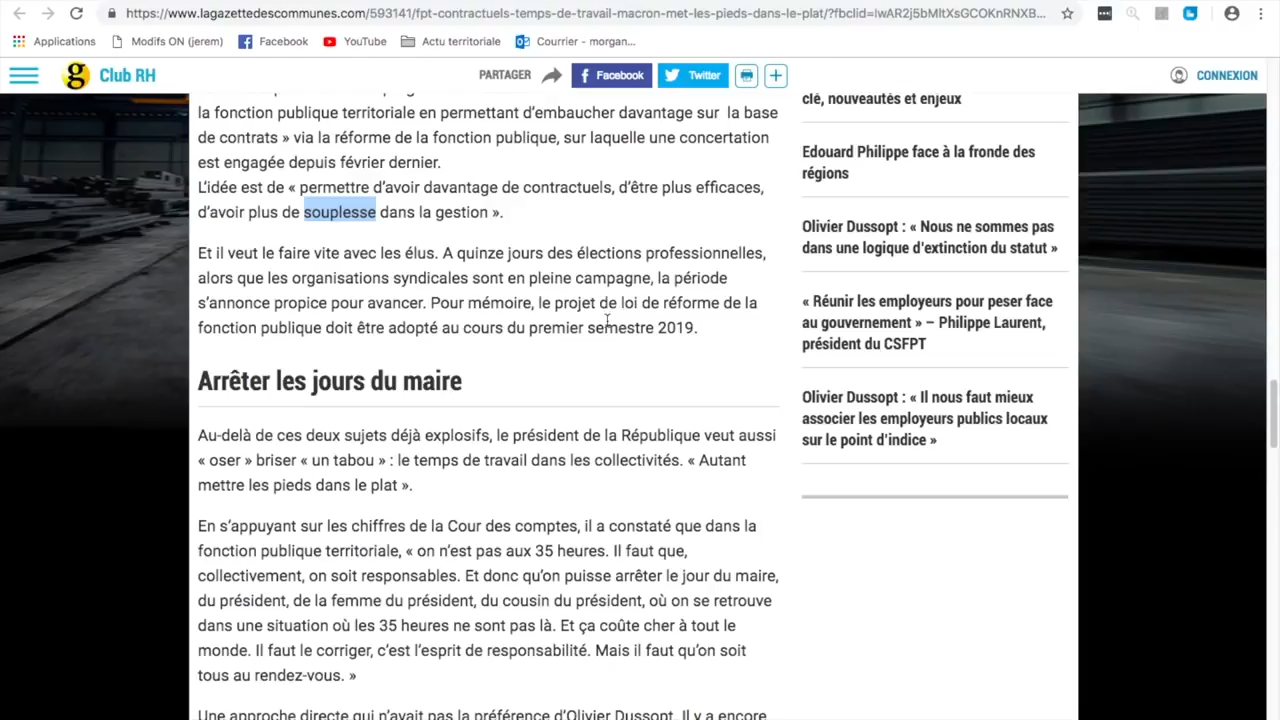 https://www.lagazettedescommunes.com/593141/fpt-contractuels-temps-de-travail-macron-met-les-pieds-dans-le-plat/?fbclid=IwAR2j5bMltXsGCOKnRNXB...
Applications
Modifs ON (jerem)
Facebook
YouTube
Actu territoriale
Courrier - morgan...
g
Club RH
PARTAGER
Facebook
Twitter
CONNEXION
la fonction publique territoriale en permettant d'embaucher davantage sur la base
de contrats » via la réforme de la fonction publique, sur laquelle une concertation
est engagée depuis février dernier.
L'idée est de « permettre d'avoir davantage de contractuels, d'être plus efficaces,
d'avoir plus de souplesse dans la gestion ».
Et il veut le faire vite avec les élus. A quinze jours des élections professionnelles,
alors que les organisations syndicales sont en pleine campagne, la période
s'annonce propice pour avancer. Pour mémoire, le projet de loi de réforme de la
fonction publique doit être adopté au cours du premier semestre 2019.
Arrêter les jours du maire
Au-delà de ces deux sujets déjà explosifs, le président de la République veut aussi
« oser » briser « un tabou » : le temps de travail dans les collectivités. « Autant
mettre les pieds dans le plat ».
En s'appuyant sur les chiffres de la Cour des comptes, il a constaté que dans la
fonction publique territoriale, « on n'est pas aux 35 heures. Il faut que,
collectivement, on soit responsables. Et donc qu'on puisse arrêter le jour du maire,
du président, de la femme du président, du cousin du président, où on se retrouve
dans une situation où les 35 heures ne sont pas là. Et ça coûte cher à tout le
monde. Il faut le corriger, c'est l'esprit de responsabilité. Mais il faut qu'on soit
tous au rendez-vous. »
Une approche directe qui n'avait pas la préférence d'Olivier Dussopt. Il y a encore
clé, nouveautés et enjeux
Edouard Philippe face à la fronde des
régions
Olivier Dussopt : « Nous ne sommes pas
dans une logique d'extinction du statut »
« Réunir les employeurs pour peser face
au gouvernement » – Philippe Laurent,
président du CSFPT
Olivier Dussopt : « Il nous faut mieux
associer les employeurs publics locaux
sur le point d'indice »